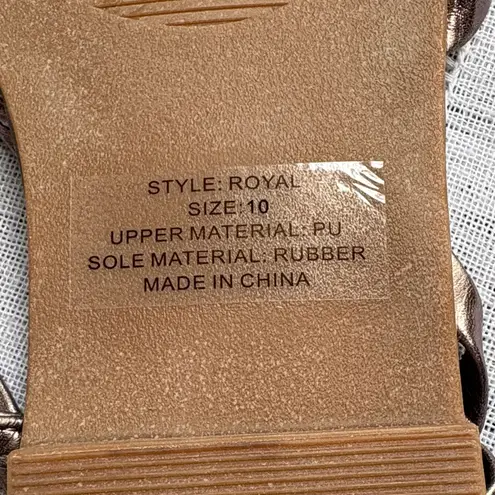 STYLE: ROYAL
SIZE:10
UPPER MATERIAL: PU
SOLE MATERIAL: RUBBER
MADE IN CHINA